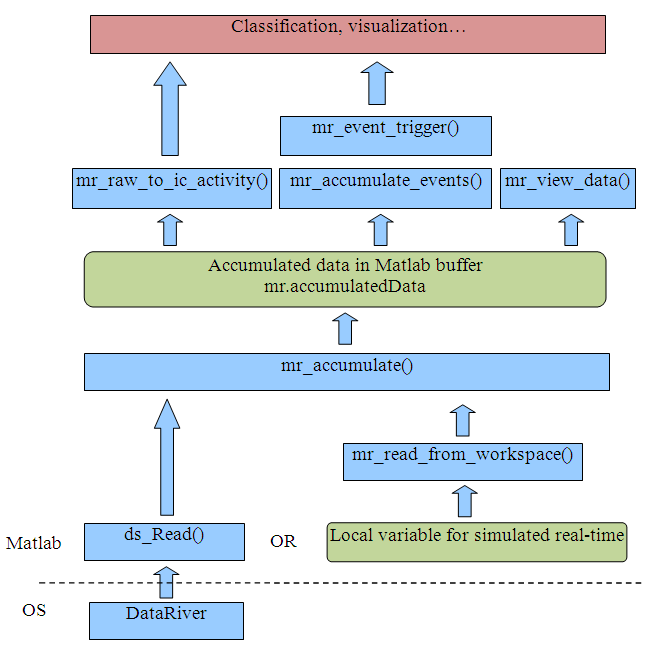 Classification, visualization…
mr_event_trigger()
mr_raw_to_ic_activity()
mr_accumulate_events()
mr_view_data()
Accumulated data in Matlab buffer
mr.accumulatedData
mr_accumulate()
mr_read_from_workspace()
Matlab
ds_Read()
OR
Local variable for simulated real-time
OS
DataRiver